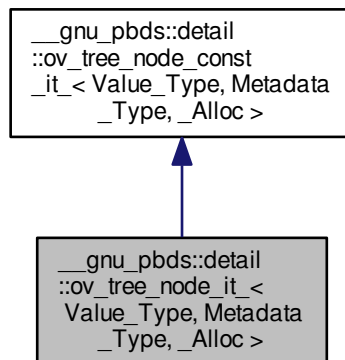 __gnu_pbds::detail
::ov_tree_node_const
_it_< Value_Type, Metadata
_Type, _Alloc >
__gnu_pbds::detail
::ov_tree_node_it_<
Value_Type, Metadata
_Type, _Alloc >